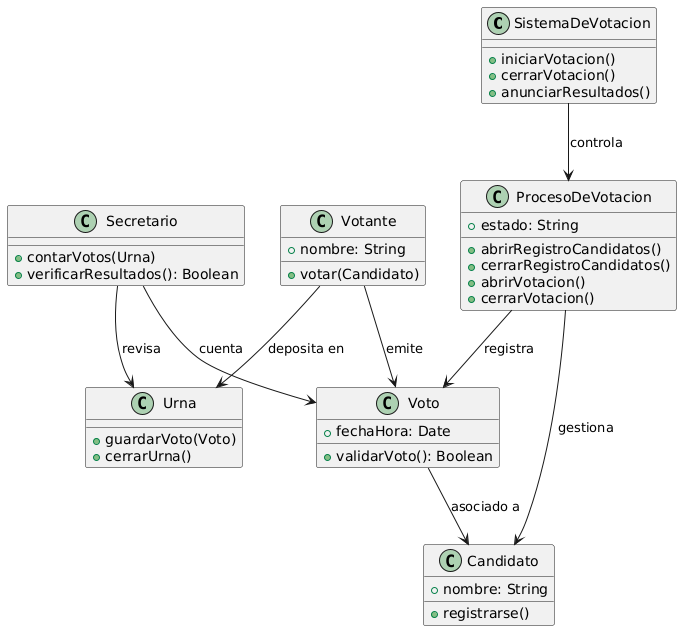 C SistemaDeVotacion
iniciarVotacion()
cerrarVotacion()
anunciarResultados()
controla
C Secretario
contarVotos(Urna)
verificarResultados(): Boolean
C Votante
nombre: String
votar(Candidato)
C ProcesoDeVotacion
estado: String
abrirRegistroCandidatos()
cerrarRegistroCandidatos()
abrirVotacion()
cerrarVotacion()
revisa
cuenta
deposita en
emite
registra
gestiona
C Urna
guardarVoto(Voto)
cerrarUrna()
C Voto
fechaHora: Date
validarVoto(): Boolean
asociado a
C Candidato
nombre: String
registrarse()